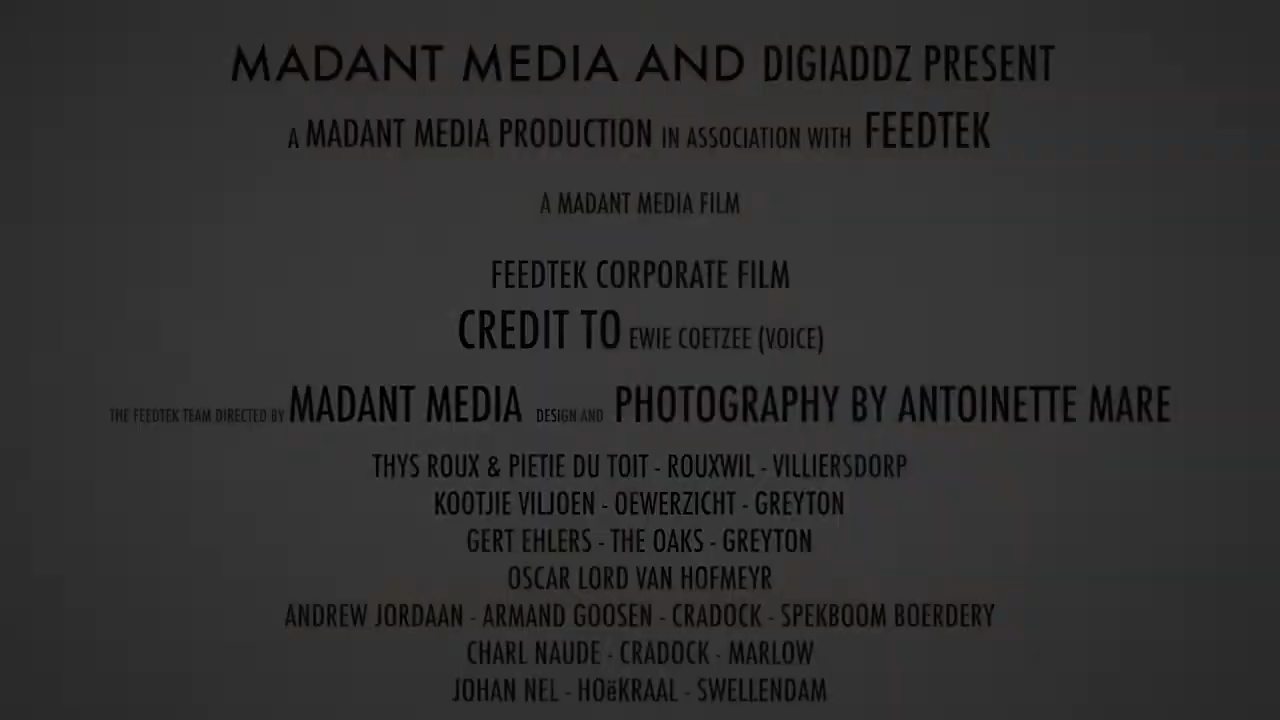 MADANT MEDIA AND DIGIADDZ PRESENT
A MADANT MEDIA PRODUCTION IN ASSOCIATION WITH FEEDTEK
A MADANT MEDIA FILM
FEEDTEK CORPORATE FILM
CREDIT TO EWIE COETZEE (VOICE)
THE FEEDTEK TEAM DIRECTED BY MADANT MEDIA DESIGN AND PHOTOGRAPHY BY ANTOINETTE MARE
THYS ROUX & PIETIE DU TOIT - ROUXWIL - VILLIERSDORP
KOOTJIE VILJOEN - OEWERZICHT - GREYTON
GERT EHLERS - THE OAKS - GREYTON
OSCAR LORD VAN HOFMEYR
ANDREW JORDAAN - ARMAND GOOSEN - CRADOCK - SPEKBOOM BOERDERY
CHARL NAUDE - CRADOCK - MARLOW
JOHAN NEL - HOëKRAAL - SWELLENDAM